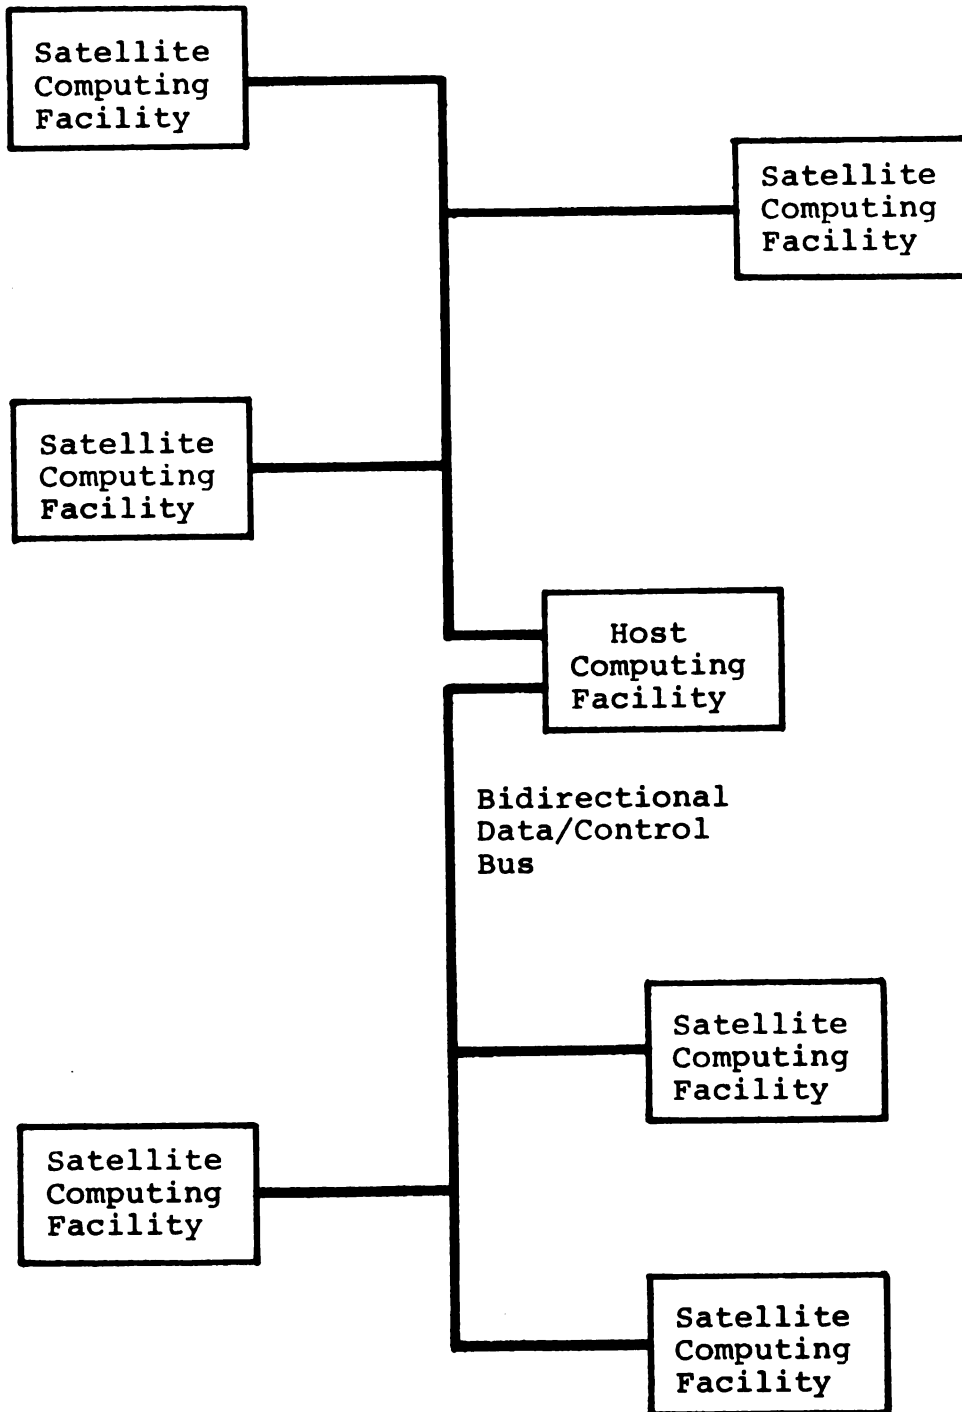 Satellite
Computing
Facility
Satellite
Computing
Facility
Satellite
Computing
Facility
Host
Computing
Facility
Bidirectional
Data/Control
Bus
Satellite
Computing
Facility
Satellite
Computing
Facility
Satellite
Computing
Facility